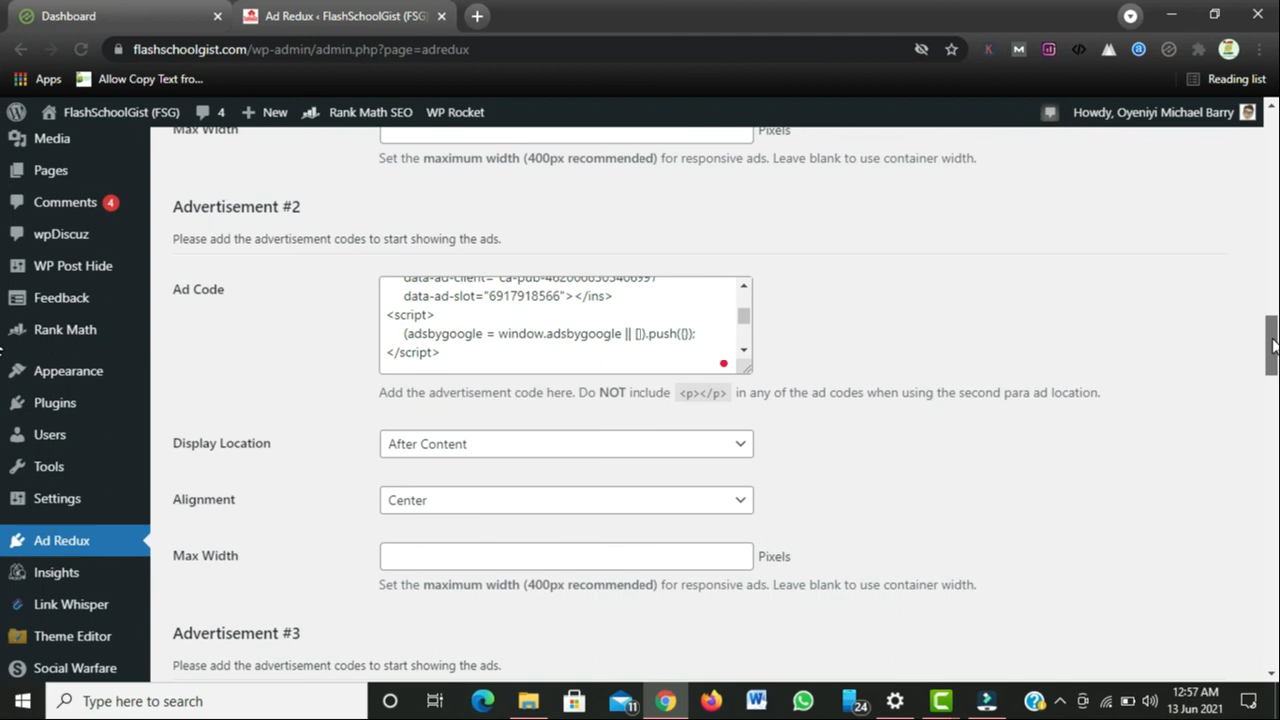 Dashboard
Ad Redux ‹ FlashSchoolGist (FSG)
flashschoolgist.com/wp-admin/admin.php?page=adredux
Apps
Allow Copy Text fro...
Reading list
FlashSchoolGist (FSG)
4
New
Rank Math SEO
WP Rocket
Howdy, Oyeniyi Michael Barry
Media
Pages
Comments 4
wpDiscuz
WP Post Hide
Feedback
Rank Math
Appearance
Plugins
Users
Tools
Settings
Ad Redux
Insights
Link Whisper
Theme Editor
Social Warfare
Max Width
Pixels
Set the maximum width (400px recommended) for responsive ads. Leave blank to use container width.
Advertisement #2
Please add the advertisement codes to start showing the ads.
Ad Code
data-ad-slot="6917918566"></ins>
<script>
(adsbygoogle = window.adsbygoogle || []).push({});
</script>
Add the advertisement code here. Do NOT include <p></p> in any of the ad codes when using the second para ad location.
Display Location
After Content
Alignment
Center
Max Width
Pixels
Set the maximum width (400px recommended) for responsive ads. Leave blank to use container width.
Advertisement #3
Please add the advertisement codes to start showing the ads.
Type here to search
11
24
12:57 AM
13 Jun 2021